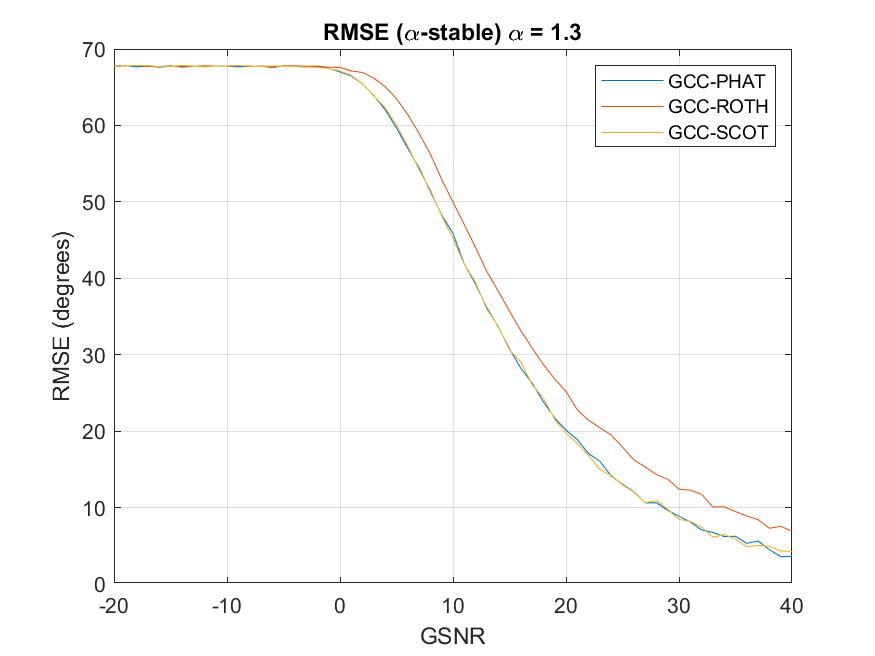 RMSE (α-stable) α = 1.3
70
60
50
40
30
20
10
0
RMSE (degrees)
GCC-PHAT
GCC-ROTH
GCC-SCOT
-20 -10 0 10 20 30 40
GSNR